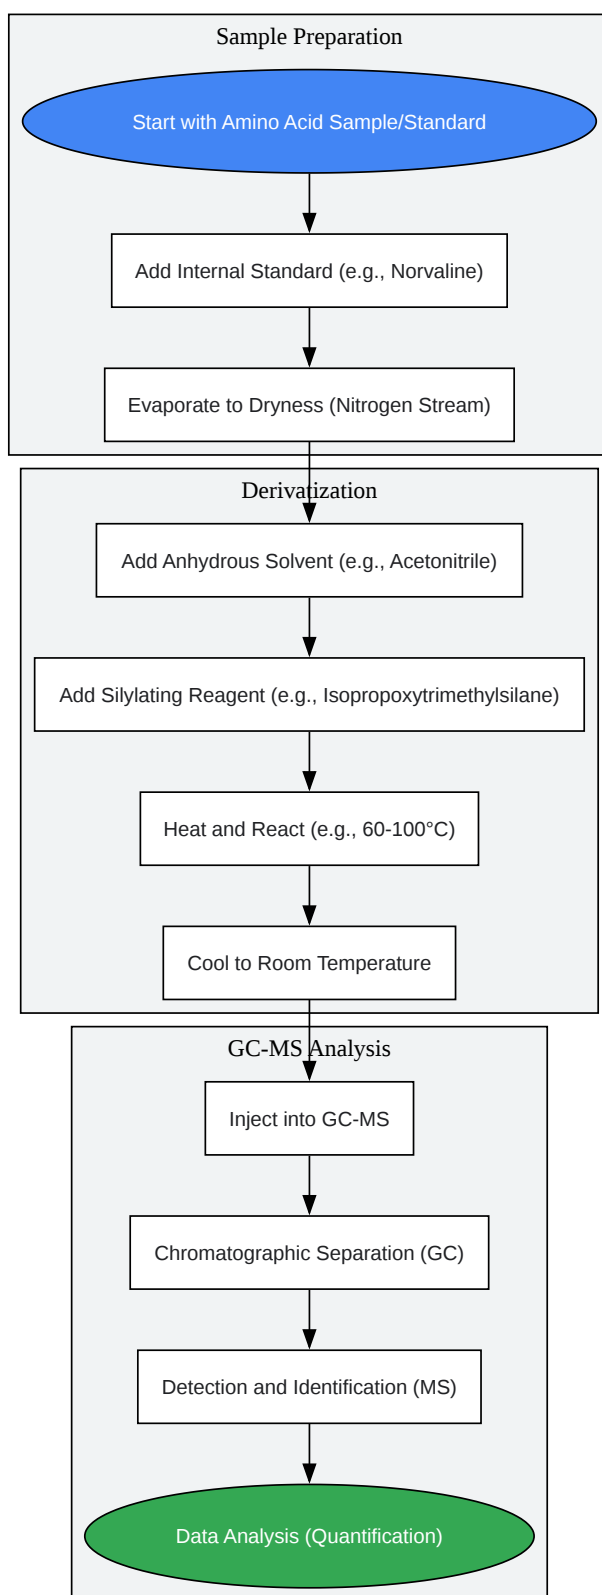 Sample Preparation
Start with Amino Acid Sample/Standard
Add Internal Standard (e.g., Norvaline)
Evaporate to Dryness (Nitrogen Stream)
Derivatization
Add Anhydrous Solvent (e.g., Acetonitrile)
Add Silylating Reagent (e.g., Isopropoxytrimethylsilane)
Heat and React (e.g., 60-100°C)
Cool to Room Temperature
GC-MS Analysis
Inject into GC-MS
Chromatographic Separation (GC)
Detection and Identification (MS)
Data Analysis (Quantification)